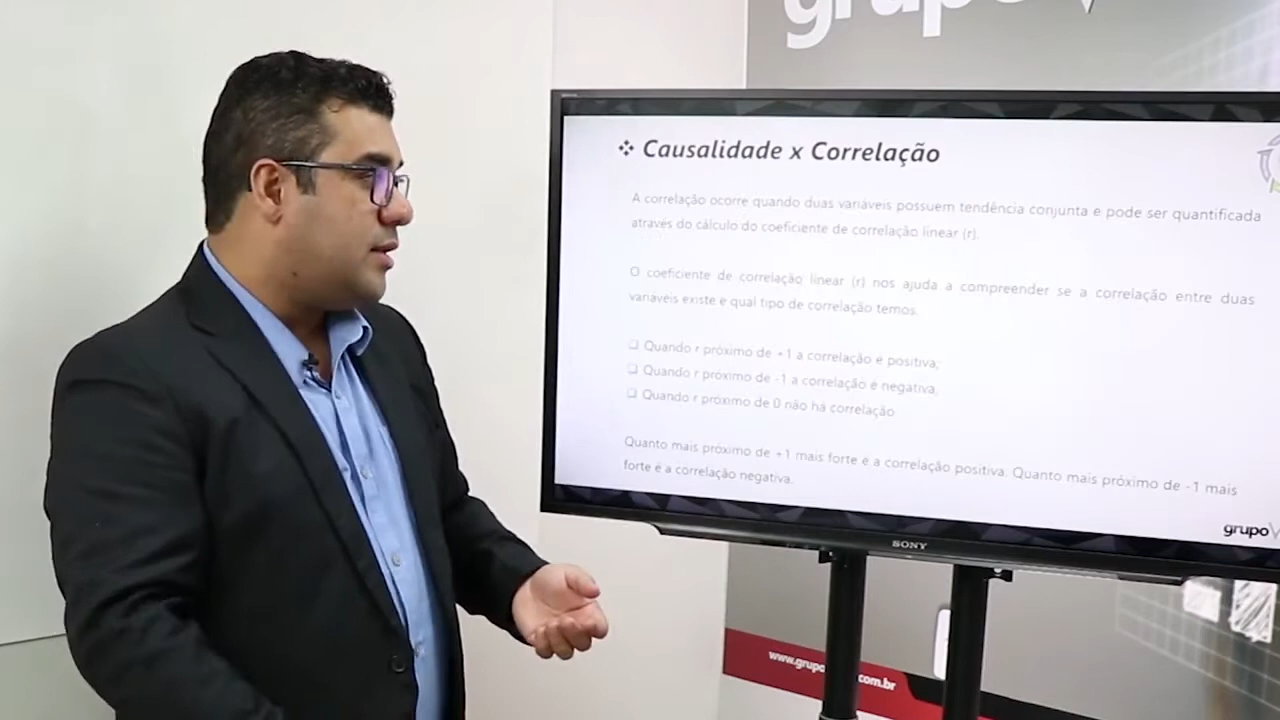 grupoV
❖ Causalidade x Correlação
A correlação ocorre quando duas variáveis possuem tendência conjunta e pode ser quantificada
através do cálculo do coeficiente de correlação linear (r).
O coeficiente de correlação linear (r) nos ajuda a compreender se a correlação entre duas
variáveis existe e qual tipo de correlação temos.
❑ Quando r próximo de +1 a correlação é positiva;
❑ Quando r próximo de -1 a correlação é negativa;
❑ Quando r próximo de 0 não há correlação
Quanto mais próximo de +1 mais forte é a correlação positiva. Quanto mais próximo de -1 mais
forte é a correlação negativa.
grupoV
SONY
www.grupo .com.br